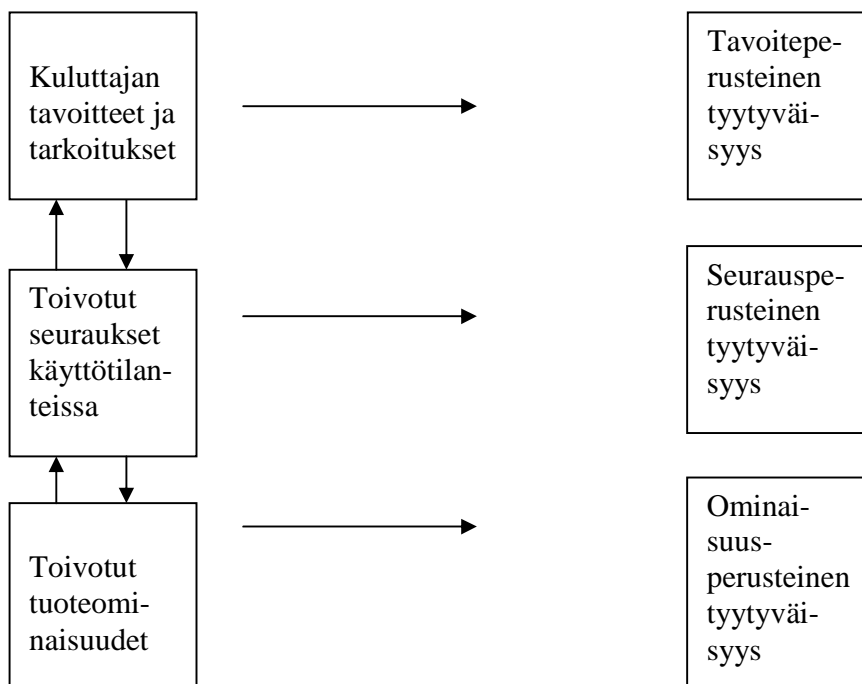 Kuluttajan
tavoitteet ja
tarkoitukset
Tavoitepe-
rusteinen
tyytyväi-
syys
Toivotut
seuraukset
käyttötilan-
teissa
Seurauspe-
rusteinen
tyytyväi-
syys
Toivotut
tuoteomi-
naisuudet
Ominai-
suus-
perusteinen
tyytyväi-
syys